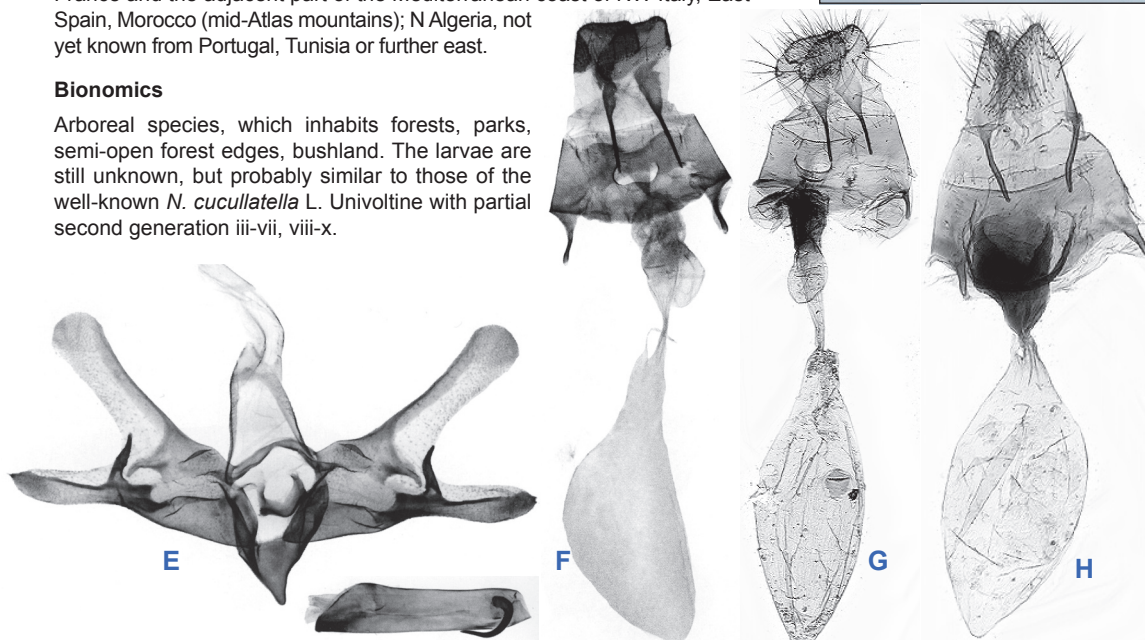 Spain, Morocco (mid-Atlas mountains); N Algeria, not
yet known from Portugal, Tunisia or further east.
Bionomics
Arboreal species, which inhabits forests, parks,
semi-open forest edges, bushland. The larvae are
still unknown, but probably similar to those of the
well-known N. cucullatella L. Univoltine with partial
second generation iii-vii, viii-x.
E
F
G
H